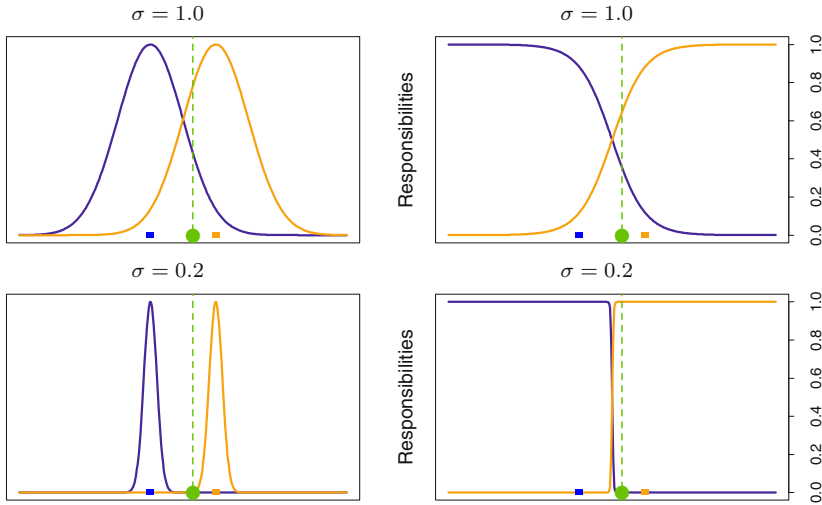 σ = 1.0
σ = 1.0
Responsibilities
0.0 0.2 0.4 0.6 0.8 1.0
σ = 0.2
σ = 0.2
Responsibilities
0.0 0.2 0.4 0.6 0.8 1.0